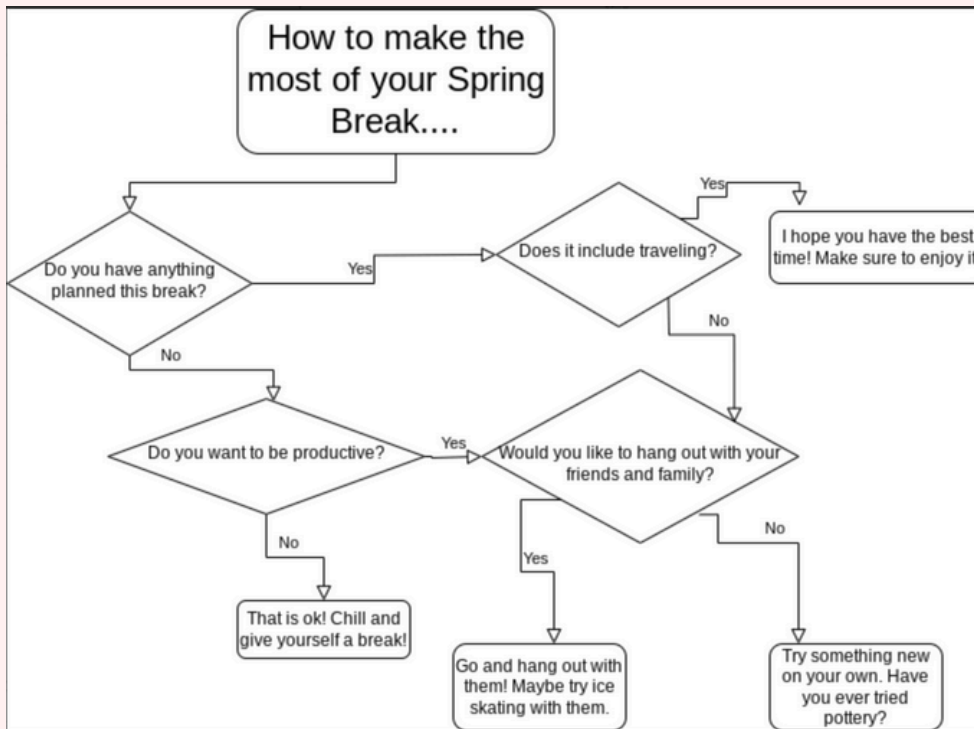 How to make the
most of your Spring
Break....
Yes
I hope you have the best
time! Make sure to enjoy it
Does it include traveling?
Do you have anything
planned this break?
Yes
No
No
Do you want to be productive?
Yes
Would you like to hang out with your
friends and family?
No
No
Yes
That is ok! Chill and
give yourself a break!
Go and hang out with
them! Maybe try ice
skating with them.
Try something new
on your own. Have
you ever tried
pottery?